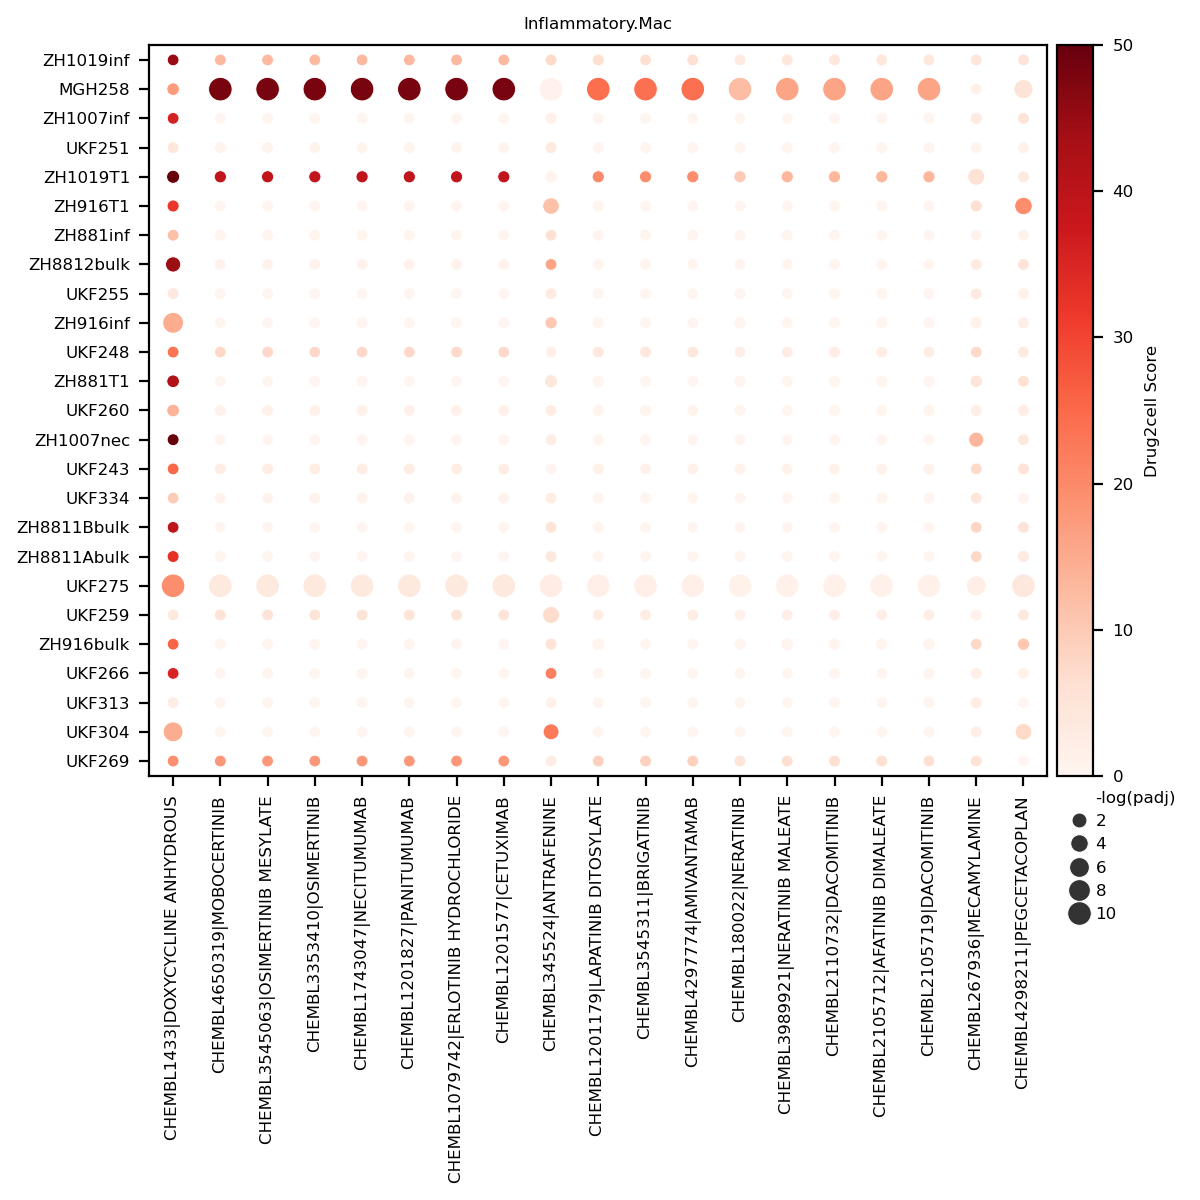 Inflammatory.Mac
ZH1019inf
MGH258
ZH1007inf
UKF251
ZH1019T1
ZH916T1
ZH881inf
ZH8812bulk
UKF255
ZH916inf
UKF248
ZH881T1
UKF260
ZH1007nec
UKF243
UKF334
ZH8811Bbulk
ZH8811Abulk
UKF275
UKF259
ZH916bulk
UKF266
UKF313
UKF304
UKF269
CHEMBL1433|DOXYCYCLINE ANHYDROUS
CHEMBL4650319|MOBOCERTINIB
CHEMBL3545063|OSIMERTINIB MESYLATE
CHEMBL3353410|OSIMERTINIB
CHEMBL1743047|NECITUMUMAB
CHEMBL1201827|PANITUMUMAB
CHEMBL1079742|ERLOTINIB HYDROCHLORIDE
CHEMBL1201577|CETUXIMAB
CHEMBL345524|ANTRAFENINE
CHEMBL1201179|LAPATINIB DITOSYLATE
CHEMBL3545311|BRIGATINIB
CHEMBL4297774|AMIVANTAMAB
CHEMBL180022|NERATINIB
CHEMBL3989921|NERATINIB MALEATE
CHEMBL2110732|DACOMITINIB
CHEMBL2105712|AFATINIB DIMALEATE
CHEMBL2105719|DACOMITINIB
CHEMBL267936|MECAMYLAMINE
CHEMBL4298211|PEGCETACOPLAN
50
40
30
20
10
0
Drug2cell Score
-log(padj)
2
4
6
8
10